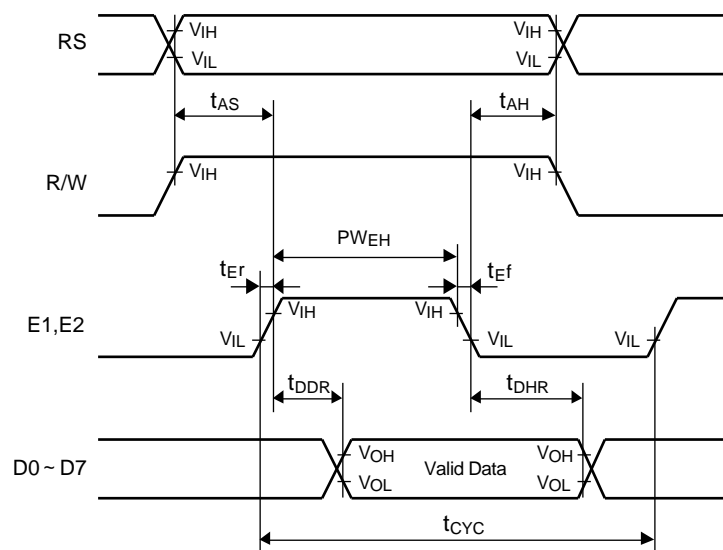 RS
VIH
VIL
VIH
VIL
tAS
tAH
R/W
VIH
VIH
PWEH
tEr
tEf
E1,E2
VIH
VIH
VIL
VIL
VIL
tDDR
tDHR
D0 ~ D7
VOH
VOL
Valid Data
VOH
VOL
tCYC